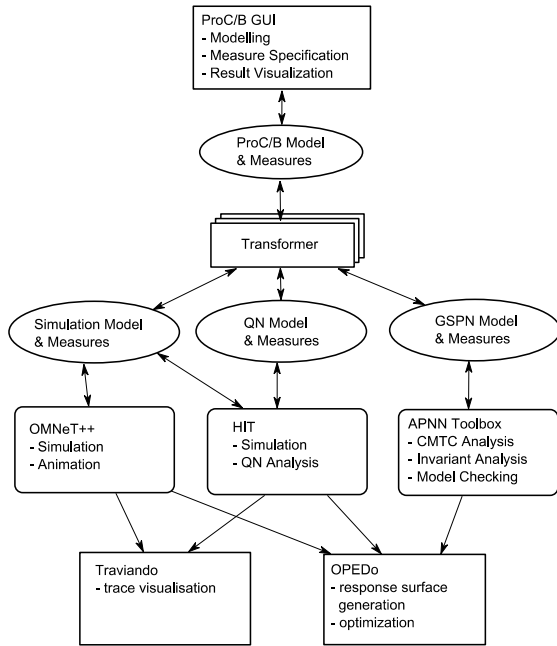 ProC/B GUI
- Modelling
- Measure Specification
- Result Visualization
ProC/B Model
& Measures
Transformer
Simulation Model
& Measures
QN Model
& Measures
GSPN Model
& Measures
OMNeT++
- Simulation
- Animation
HIT
- Simulation
- QN Analysis
APNN Toolbox
- CMTC Analysis
- Invariant Analysis
- Model Checking
Traviando
- trace visualisation
OPEDo
- response surface
generation
- optimization